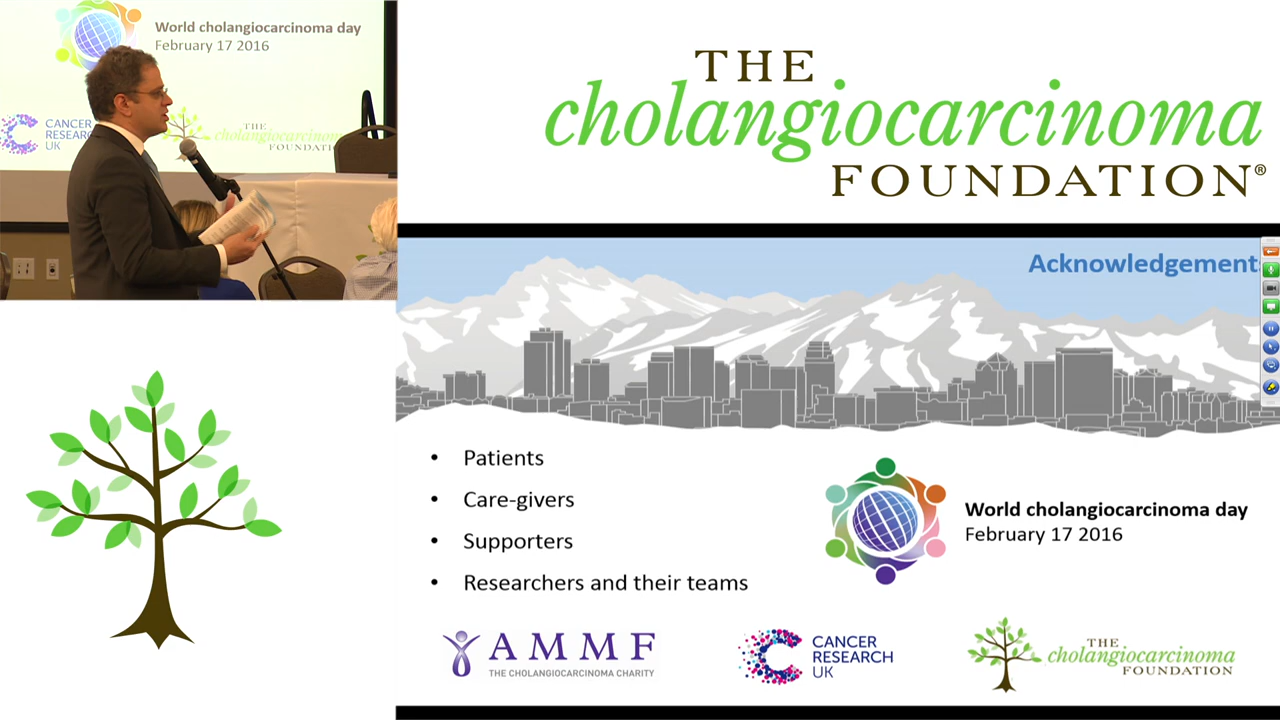 World cholangiocarcinoma day
February 17 2016
CANCER
RESEARCH
UK
THE
cholangiocarcinoma
FOUNDATION
THE
cholangiocarcinoma
FOUNDATION®
Acknowledgement
• Patients
• Care-givers
• Supporters
• Researchers and their teams
World cholangiocarcinoma day
February 17 2016
AMMF
THE CHOLANGIOCARCINOMA CHARITY
CANCER
RESEARCH
UK
THE
cholangiocarcinoma
FOUNDATION